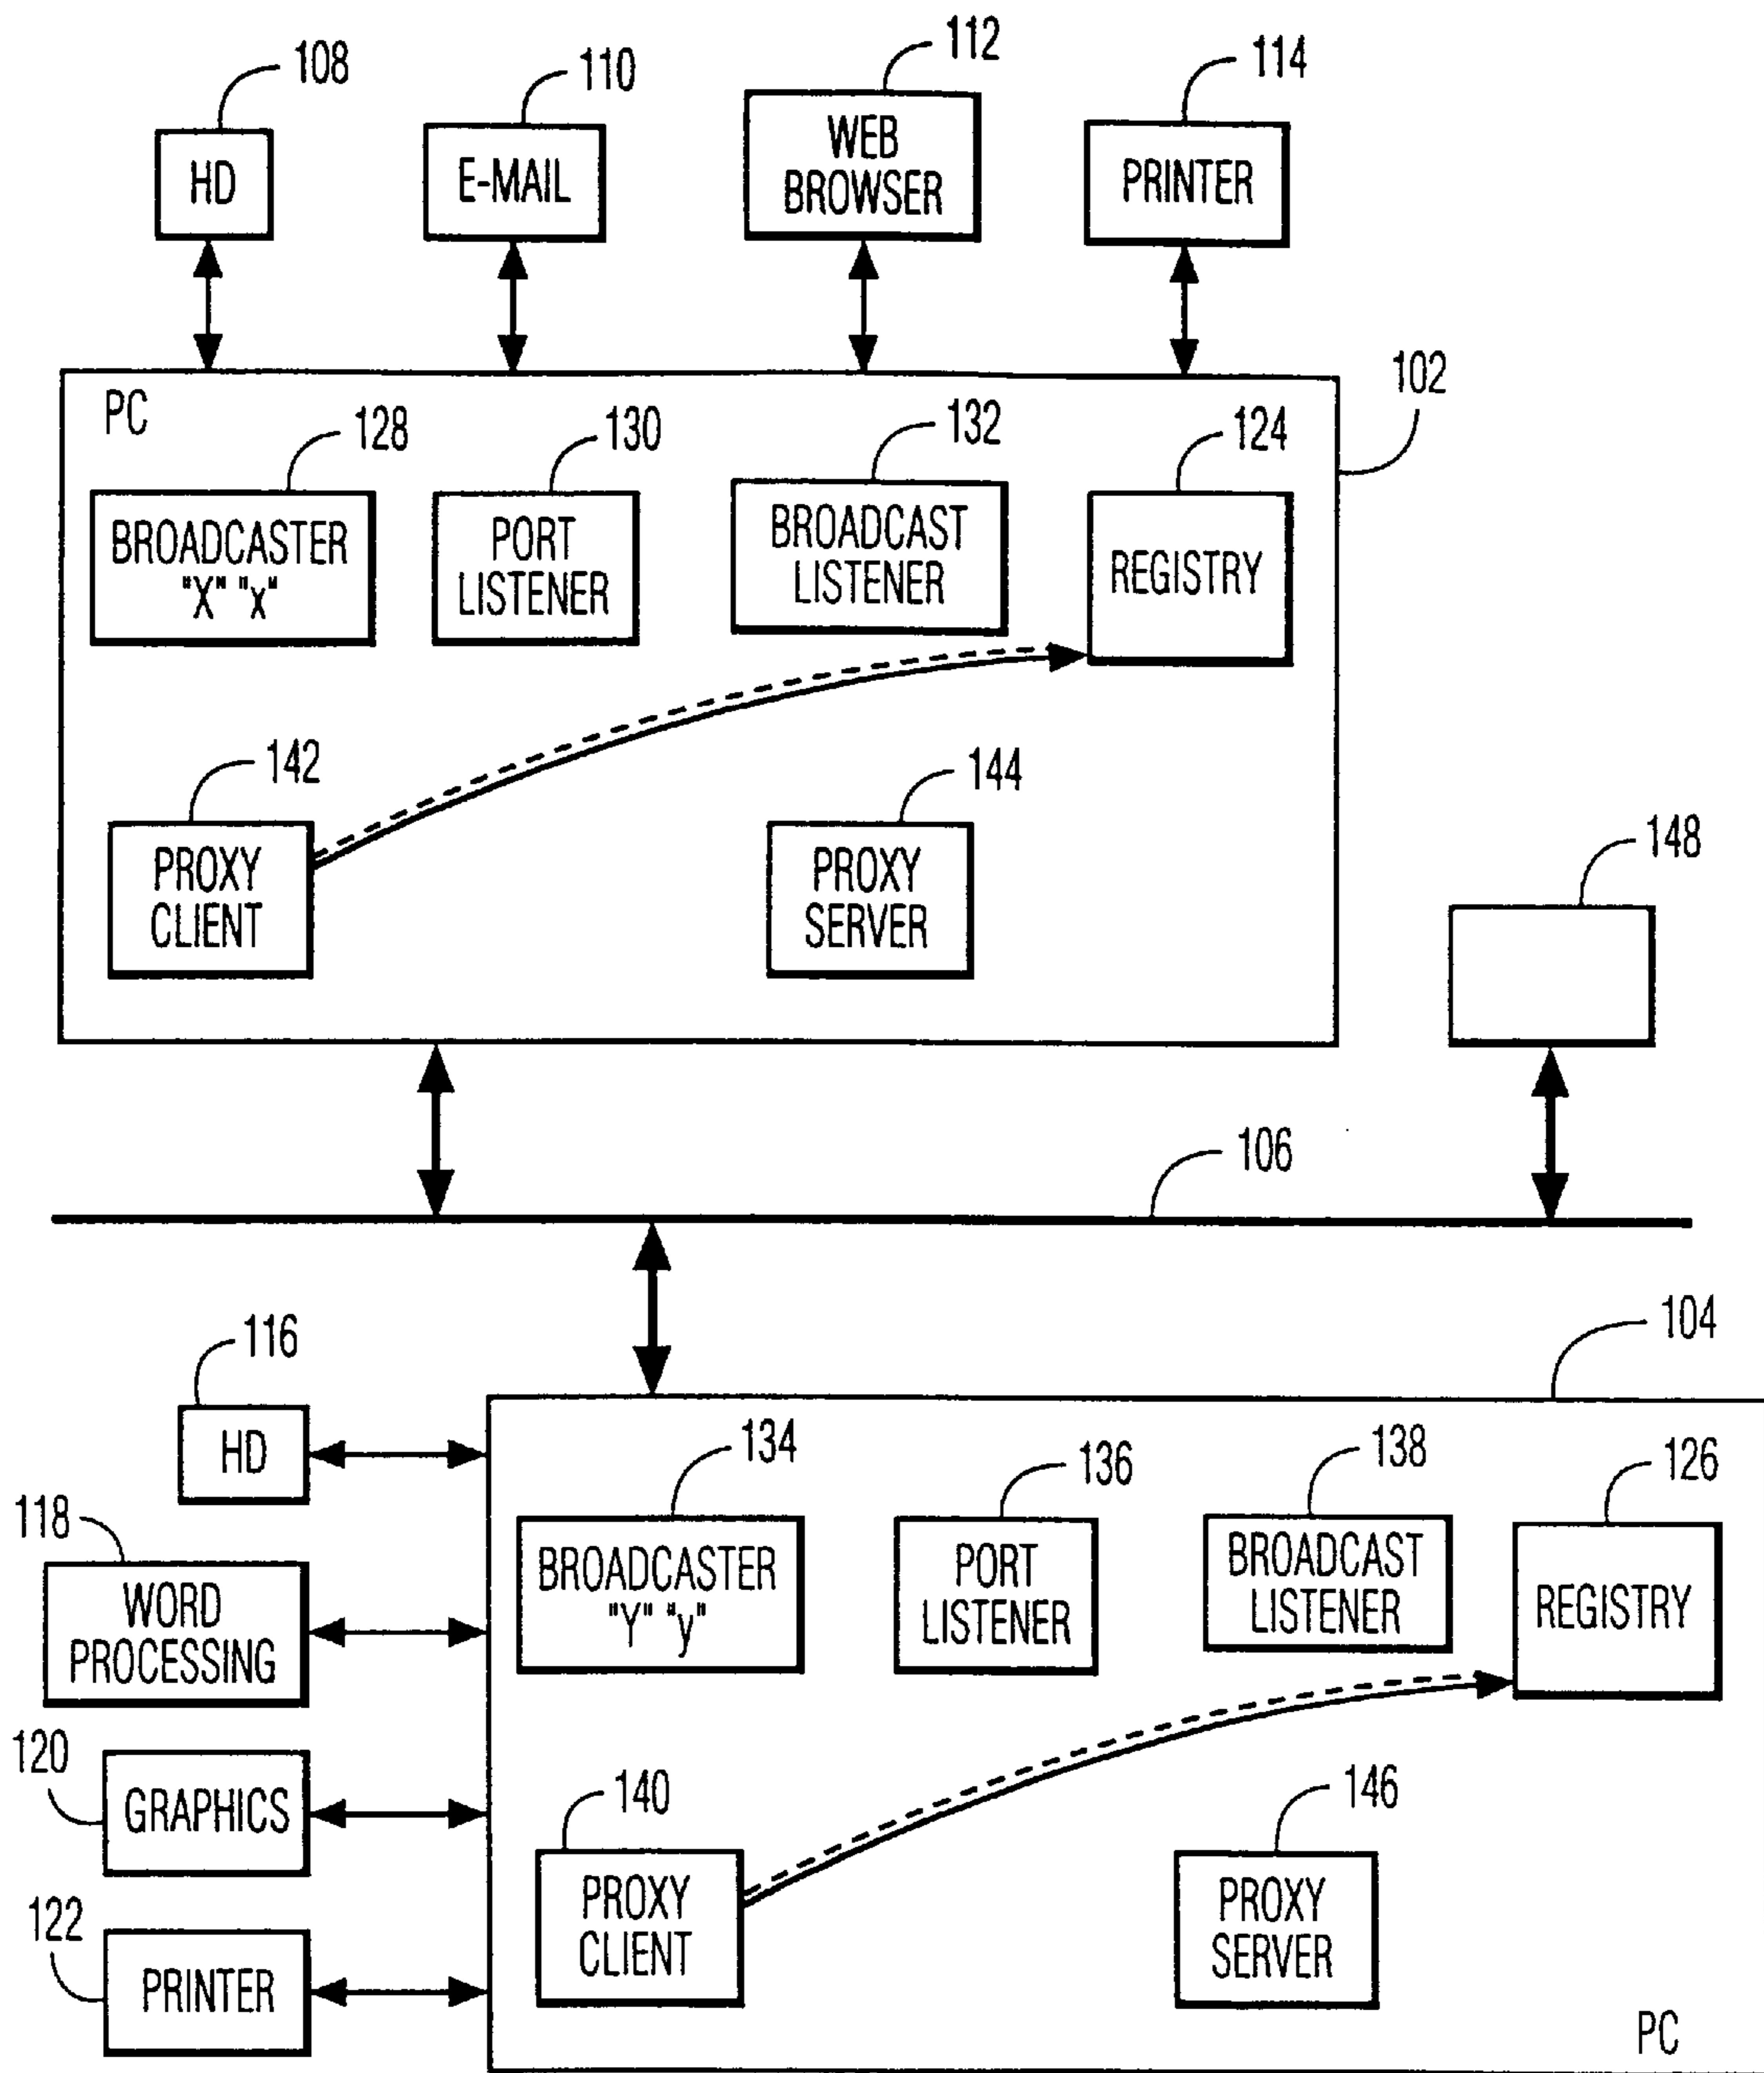 108
110
112
114
HD
E-MAIL
WEB
BROWSER
PRINTER
102
PC
128
130
132
124
BROADCASTER
"X" "x"
PORT
LISTENER
BROADCAST
LISTENER
REGISTRY
142
144
PROXY
CLIENT
PROXY
SERVER
148
106
104
116
HD
134
136
138
126
118
WORD
PROCESSING
BROADCASTER
"Y" "y"
PORT
LISTENER
BROADCAST
LISTENER
REGISTRY
120
GRAPHICS
140
146
122
PRINTER
PROXY
CLIENT
PROXY
SERVER
PC